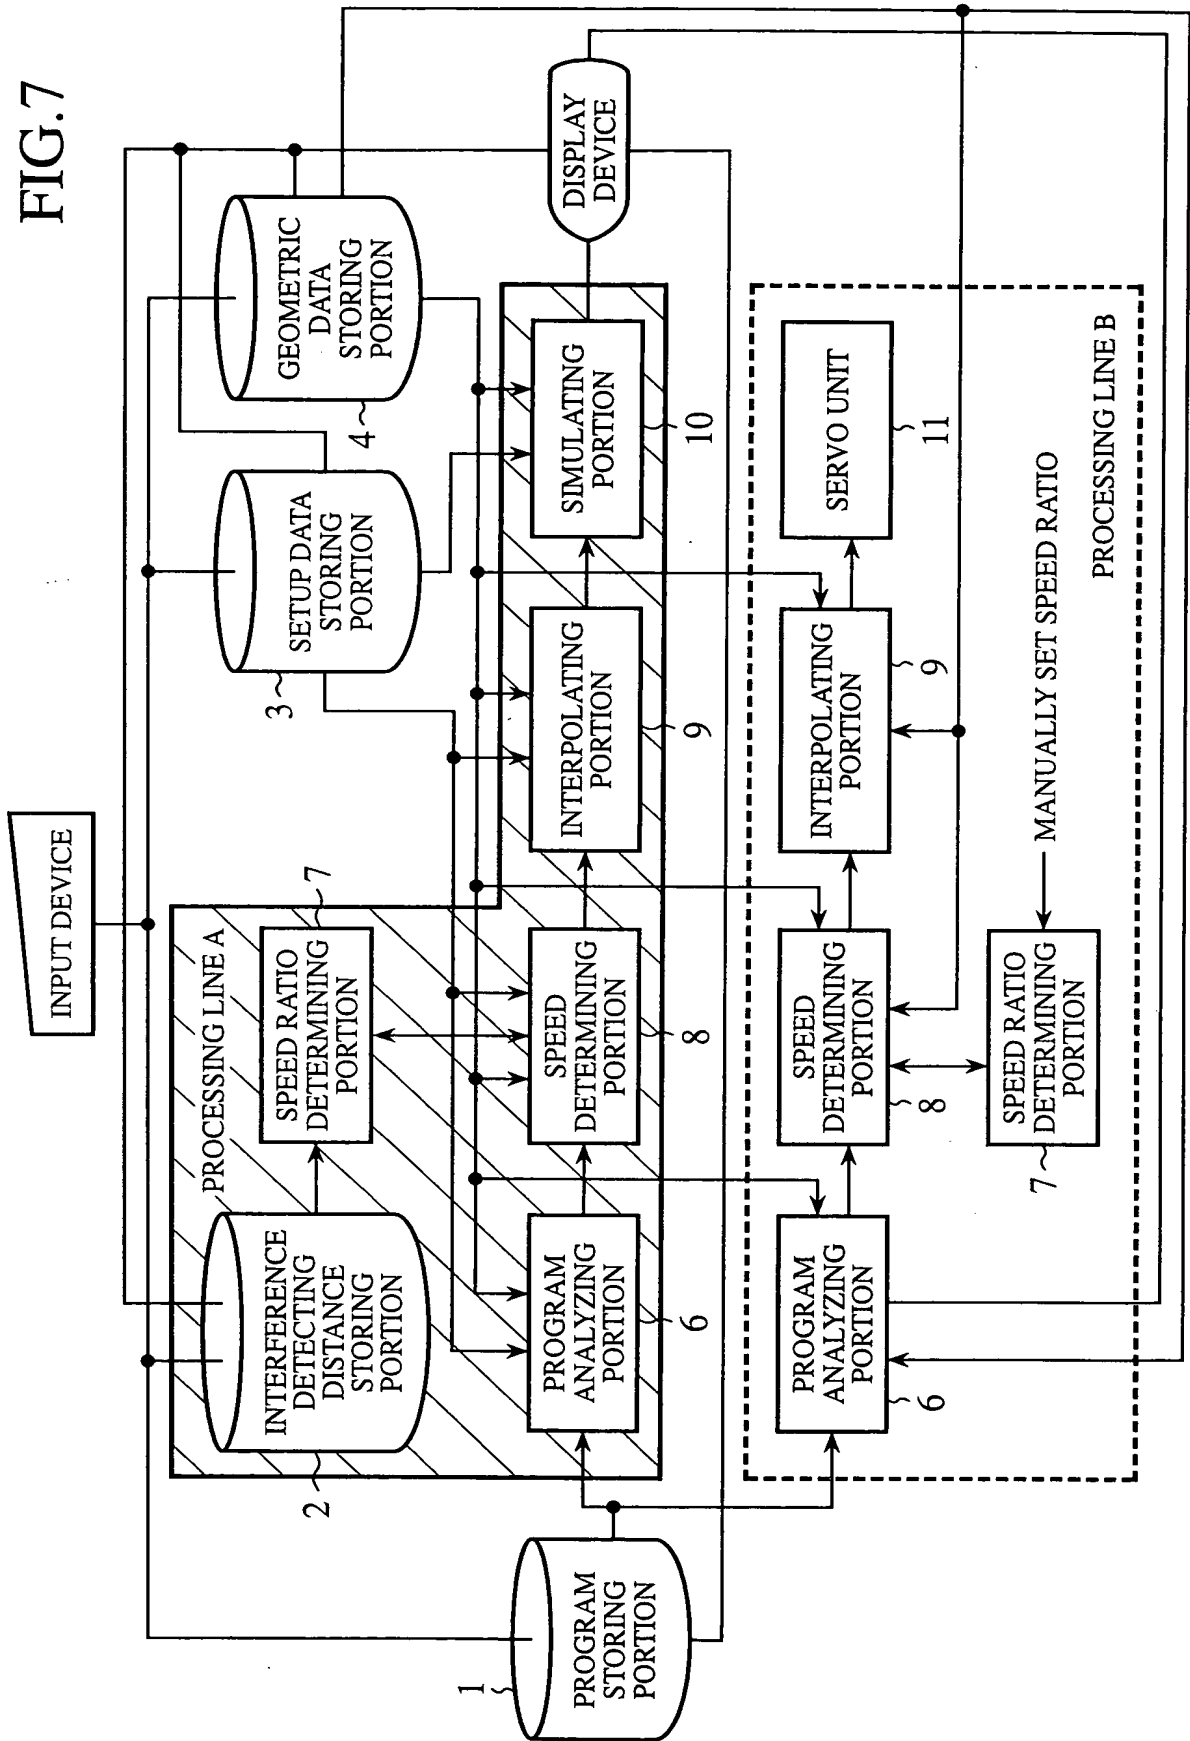 FIG.7
INPUT DEVICE
PROCESSING LINE A
INTERFERENCE
DETECTING
DISTANCE
STORING
PORTION
2
SPEED RATIO
DETERMINING
PORTION
7
SETUP DATA
STORING
PORTION
3
GEOMETRIC
DATA
STORING
PORTION
4
PROGRAM
STORING
PORTION
1
PROGRAM
ANALYZING
PORTION
6
SPEED
DETERMINING
PORTION
8
INTERPOLATING
PORTION
9
SIMULATING
PORTION
10
DISPLAY
DEVICE
PROGRAM
ANALYZING
PORTION
6
SPEED
DETERMINING
PORTION
8
INTERPOLATING
PORTION
9
SERVO UNIT
11
SPEED RATIO
DETERMINING
PORTION
7
MANUALLY SET SPEED RATIO
PROCESSING LINE B